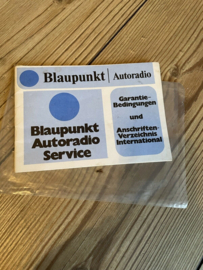 Blaupunkt Autoradio
Blaupunkt
Autoradio
Service
Garantie-
Bedingungen
und
Anschriften-
Verzeichnis
International